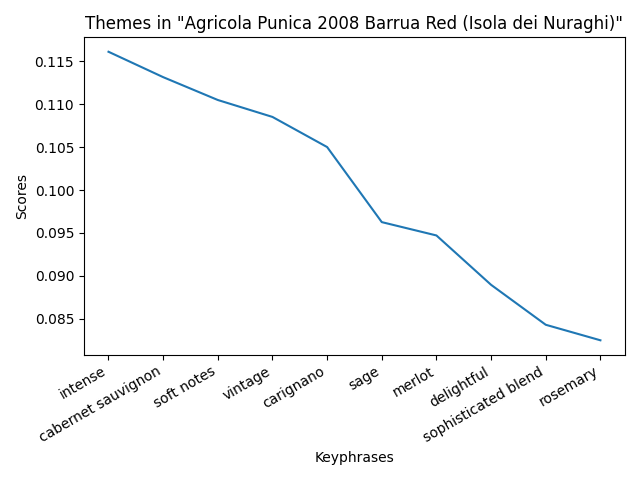 Themes in "Agricola Punica 2008 Barrua Red (Isola dei Nuraghi)"
0.115
0.110
0.105
0.100
0.095
0.090
0.085
Scores
intense
cabernet sauvignon
soft notes
vintage
carignano
sage
merlot
delightful
sophisticated blend
rosemary
Keyphrases